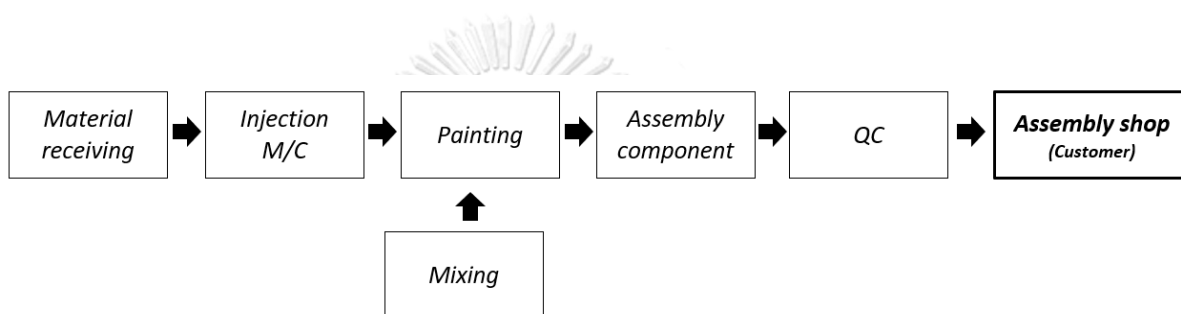 Material
receiving
Injection
M/C
Painting
Assembly
component
QC
Assembly shop
(Customer)
Mixing